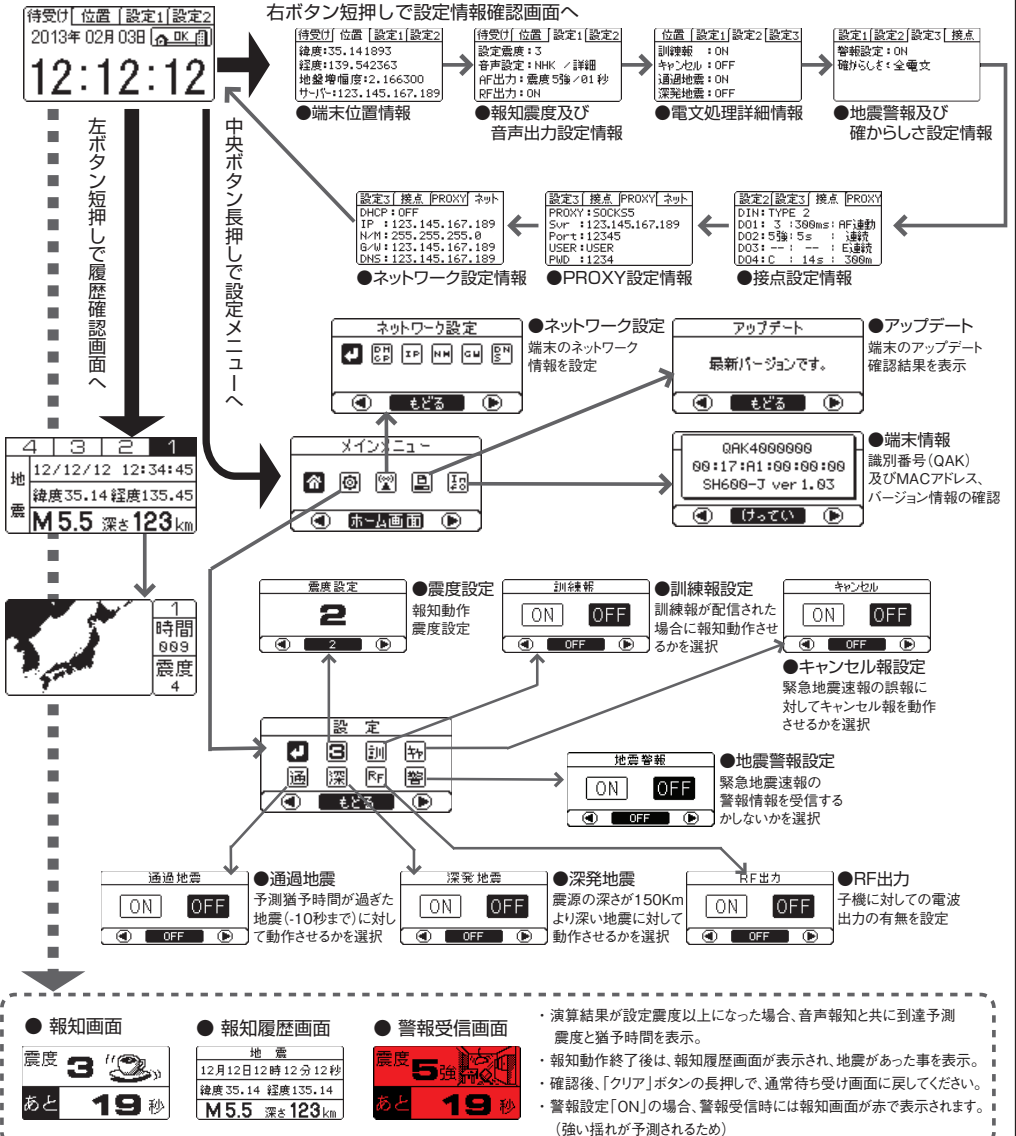 右ボタン短押しで設定情報確認画面へ
待受け 位置 設定1 設定2
2013年 02月 03日 OK
12:12:12
待受け 位置 設定1 設定2
緯度:35.141893
経度:139.542363
地盤増幅度:2.166300
サーバー:123.145.167.189
●端末位置情報
待受け 位置 設定1 設定2
設定震度:3
音声設定:NHK /詳細
AF出力:震度5強/01秒
RF出力:ON
●報知震度及び
音声出力設定情報
位置 設定1 設定2 設定3
訓練報 :ON
キャンセル :OFF
通過地震:ON
深発地震:OFF
●電文処理詳細情報
設定1 設定2 設定3 接点
警報設定:ON
確からしさ:全電文
●地震警報及び
確からしさ設定情報
左ボタン短押しで履歴確認画面へ
中央ボタン長押しで設定メニューへ
設定3 接点 PROXY ネット
DHCP:OFF
IP :123.145.167.189
N/M:255.255.255.0
G/W:123.145.167.189
DNS:123.145.167.189
●ネットワーク設定情報
設定3 接点 PROXY ネット
PROXY:SOCKS5
Svr :123.145.167.189
Port:12345
USER:USER
PWD :1234
●PROXY設定情報
設定2 設定3 接点 PROXY
DIN:TYPE 2
DO1: 3 :300ms:AF連動
DO2:5強:5s : 連続
DO3:--: -- : E連続
DO4:C : 14s : 300m
●接点設定情報
ネットワーク設定
DHCP IP NM GW DNS
もどる
●ネットワーク設定
端末のネットワーク
情報を設定
アップデート
最新バージョンです。
もどる
●アップデート
端末のアップデート
確認結果を表示
4 3 2 1
地震
12/12/12 12:34:45
緯度35.14 経度135.45
M5.5 深さ123km
メインメニュー
Info
ホーム画面
QAK4000000
00:17:A1:00:00:00
SH600-J ver 1.03
けってい
●端末情報
識別番号(QAK)
及びMACアドレス、
バージョン情報の確認
1
時間
009
震度
4
震度設定
2
2
●震度設定
報知動作
震度設定
訓練報
ON OFF
OFF
●訓練報設定
訓練報が配信された
場合に報知動作させ
るかを選択
キャンセル
ON OFF
OFF
●キャンセル報設定
緊急地震速報の誤報に
対してキャンセル報を動作
させるかを選択
設 定
3 訓 キャ
通 深 RF 警
もどる
地震警報
ON OFF
OFF
●地震警報設定
緊急地震速報の
警報情報を受信する
かしないかを選択
通過地震
ON OFF
OFF
●通過地震
予測猶予時間が過ぎた
地震(-10秒まで)に対し
て動作させるかを選択
深発地震
ON OFF
OFF
●深発地震
震源の深さが150Km
より深い地震に対して
動作させるかを選択
RF出力
ON OFF
OFF
●RF出力
子機に対しての電波
出力の有無を設定
● 報知画面
震度 3
あと 19 秒
● 報知履歴画面
地 震
12月12日12時12分12秒
緯度35.14 経度135.14
M5.5 深さ123km
● 警報受信画面
震度 5強
あと 19 秒
・演算結果が設定震度以上になった場合、音声報知と共に到達予測
震度と猶予時間を表示。
・報知動作終了後は、報知履歴画面が表示され、地震があった事を表示。
・確認後、「クリア」ボタンの長押しで、通常待ち受け画面に戻してください。
・警報設定「ON」の場合、警報受信時には報知画面が赤で表示されます。
(強い揺れが予測されるため)